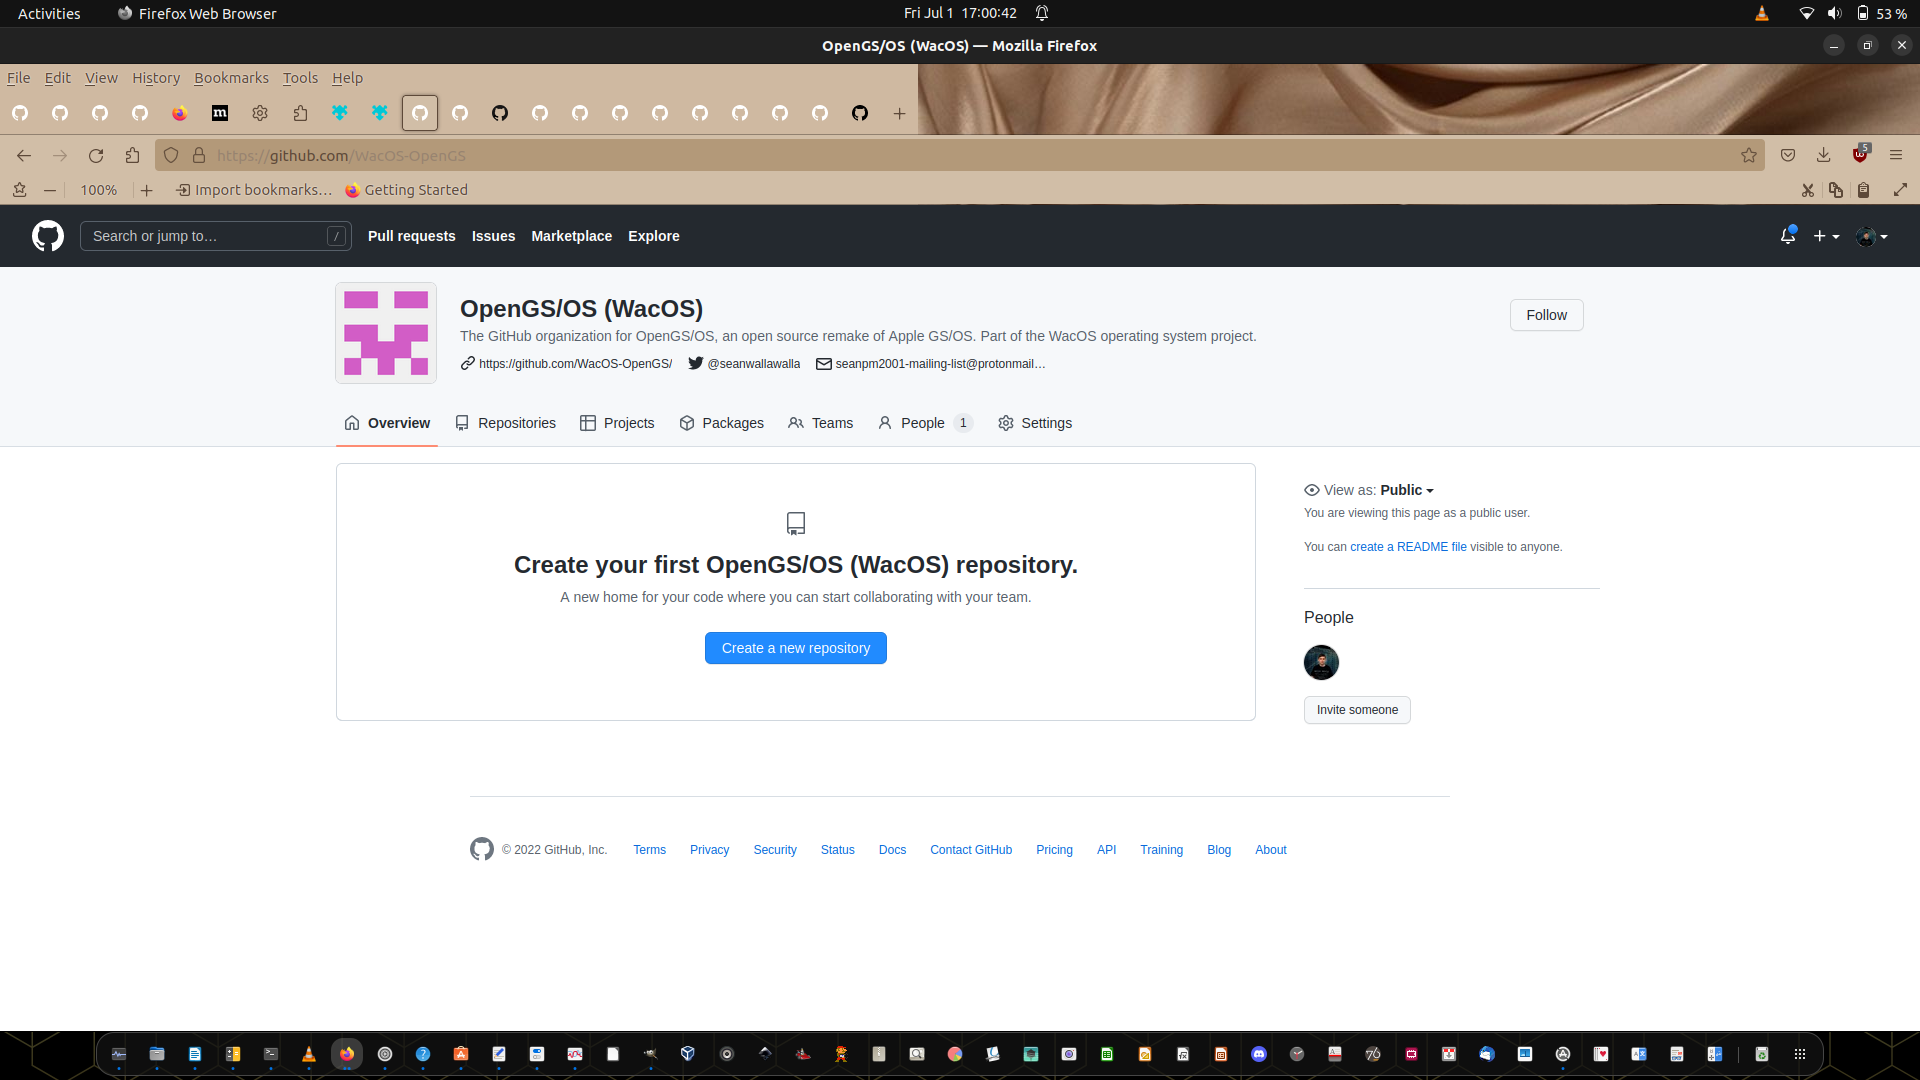 Activities
Firefox Web Browser
Fri Jul 1 17:00:42
53 %
OpenGS/OS (WacOS) — Mozilla Firefox
File Edit View History Bookmarks Tools Help
m
https://github.com/WacOS-OpenGS
5
100%
Import bookmarks…
Getting Started
Search or jump to…
/
Pull requests
Issues
Marketplace
Explore
OpenGS/OS (WacOS)
Follow
The GitHub organization for OpenGS/OS, an open source remake of Apple GS/OS. Part of the WacOS operating system project.
https://github.com/WacOS-OpenGS/
@seanwallawalla
seanpm2001-mailing-list@protonmail…
Overview
Repositories
Projects
Packages
Teams
People 1
Settings
Create your first OpenGS/OS (WacOS) repository.
A new home for your code where you can start collaborating with your team.
Create a new repository
View as: Public
You are viewing this page as a public user.
You can create a README file visible to anyone.
People
Invite someone
© 2022 GitHub, Inc.
Terms
Privacy
Security
Status
Docs
Contact GitHub
Pricing
API
Training
Blog
About